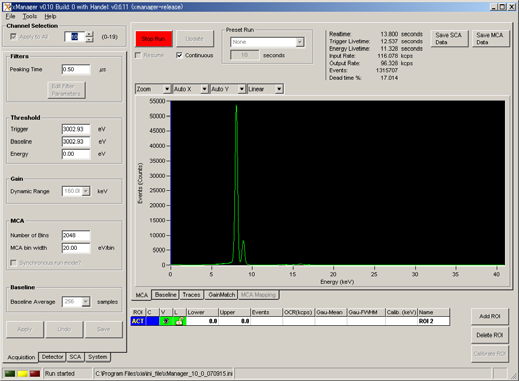 xManager v0.10 Build 0 with Handel: v0.6.11 (xmanager-release)
File Tools Help
Channel Selection
Apply to All (0-19)
Filters
Peaking Time 0.50 µs
Edit Filter
Parameters
Threshold
Trigger 3002.93 eV
Baseline 3002.93 eV
Energy 0.00 eV
Gain
Dynamic Range keV
MCA
Number of Bins 2048
MCA bin width 20.00 eV/bin
Synchronous run mode?
Baseline
Baseline Average 256 samples
Apply Undo Save
Acquisition Detector SCA System
Stop Run Update
Resume Continuous
Preset Run
None
10 seconds
Realtime: 13.800 seconds
Trigger Livetime: 12.537 seconds
Energy Livetime: 11.328 seconds
Input Rate: 116.078 kcps
Output Rate: 96.328 kcps
Events: 1315707
Dead time %: 17.014
Save SCA
Data
Save MCA
Data
Zoom Auto X Auto Y Linear
Events (Counts)
55000
50000
45000
40000
35000
30000
25000
20000
15000
10000
5000
0
0 5 10 15 20 25 30 35 41
Energy (keV)
MCA Baseline Traces GainMatch MCA Mapping
ROI C V L Lower Upper Events OCR(kcps) Gau-Mean Gau-FWHM Calib. (keV) Name
ACT 0.0 0.0 ROI 2
Add ROI
Delete ROI
Calibrate ROI
Run started C:\Program Files\xia\ini_file\xManager_10_0_070915.ini